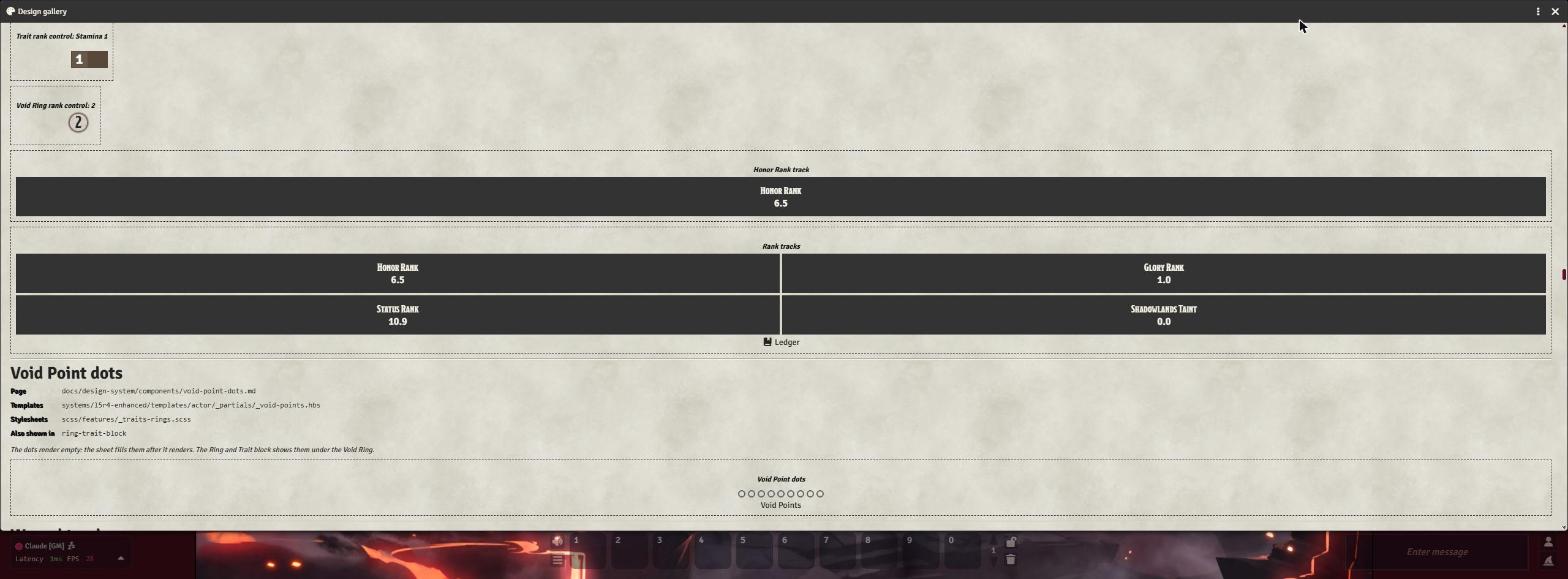 Design gallery
Trait rank control: Stamina 1
1
Void Ring rank control: 2
2
Honor Rank track
Honor Rank
6.5
Rank tracks
Honor Rank
6.5
Glory Rank
1.0
Status Rank
10.9
Shadowlands Taint
0.0
Ledger
Void Point dots
Page docs/design-system/components/void-point-dots.md
Templates systems/l5r4-enhanced/templates/actor/_partials/_void-points.hbs
Stylesheets scss/features/_traits-rings.scss
Also shown in ring-trait-block
The dots render empty: the sheet fills them after it renders. The Ring and Trait block shows them under the Void Ring.
Void Point dots
Void Points
Claude [GM]
Latency 3ms FPS 28
1 2 3 4 5 6 7 8 9 0
1
Enter message